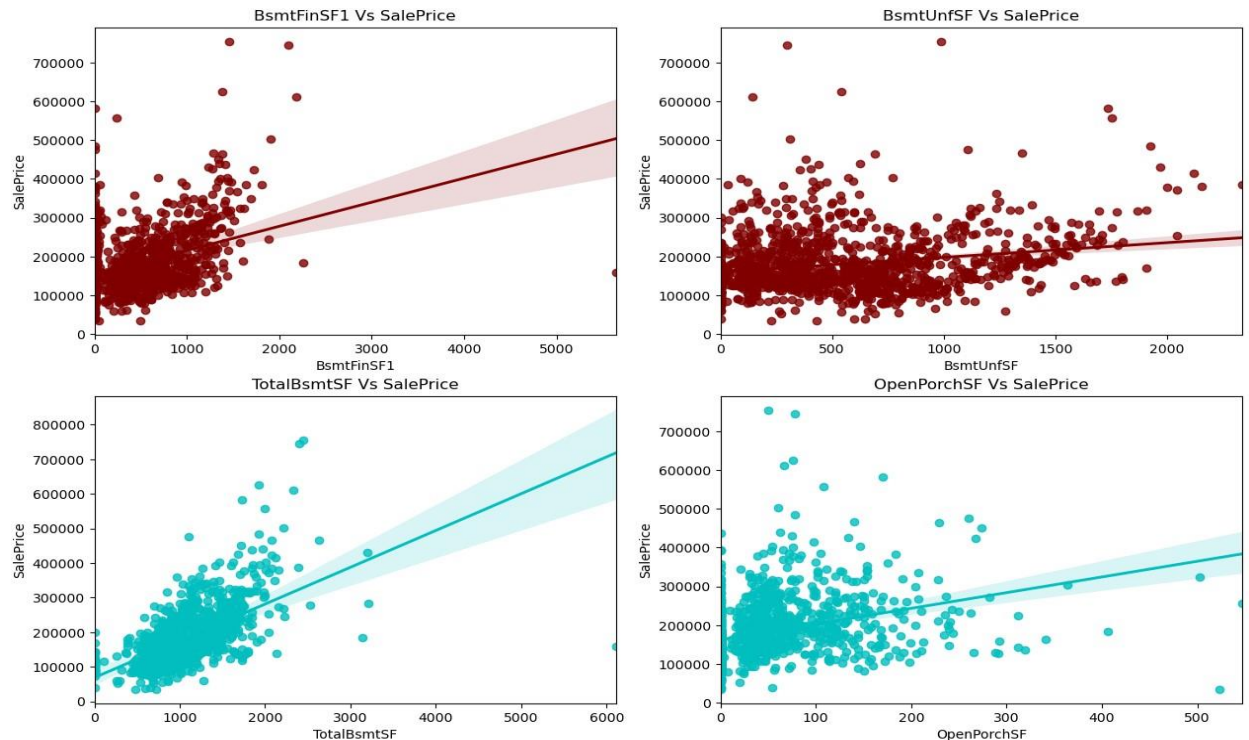 BsmtFinSF1 Vs SalePrice
700000
600000
500000
400000
300000
200000
100000
0
SalePrice
0 1000 2000 3000 4000 5000
BsmtFinSF1
BsmtUnfSF Vs SalePrice
700000
600000
500000
400000
300000
200000
100000
0
SalePrice
0 500 1000 1500 2000
BsmtUnfSF
TotalBsmtSF Vs SalePrice
800000
700000
600000
500000
400000
300000
200000
100000
0
SalePrice
0 1000 2000 3000 4000 5000 6000
TotalBsmtSF
OpenPorchSF Vs SalePrice
700000
600000
500000
400000
300000
200000
100000
0
SalePrice
0 100 200 300 400 500
OpenPorchSF